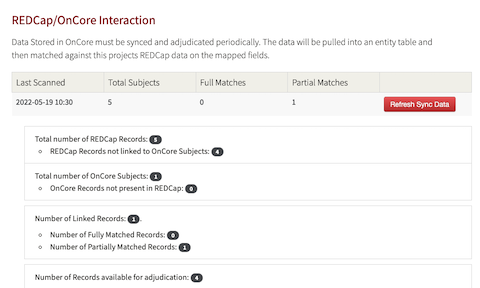 REDCap/OnCore Interaction
Data Stored in OnCore must be synced and adjudicated periodically. The data will be pulled into an entity table and
then matched against this projects REDCap data on the mapped fields.
Last Scanned Total Subjects Full Matches Partial Matches
2022-05-19 10:30 5 0 1 Refresh Sync Data
Total number of REDCap Records: 5
REDCap Records not linked to OnCore Subjects: 4
Total number of OnCore Subjects: 1
OnCore Records not present in REDCap: 0
Number of Linked Records: 1.
Number of Fully Matched Records: 0
Number of Partially Matched Records: 1
Number of Records available for adjudication: 4